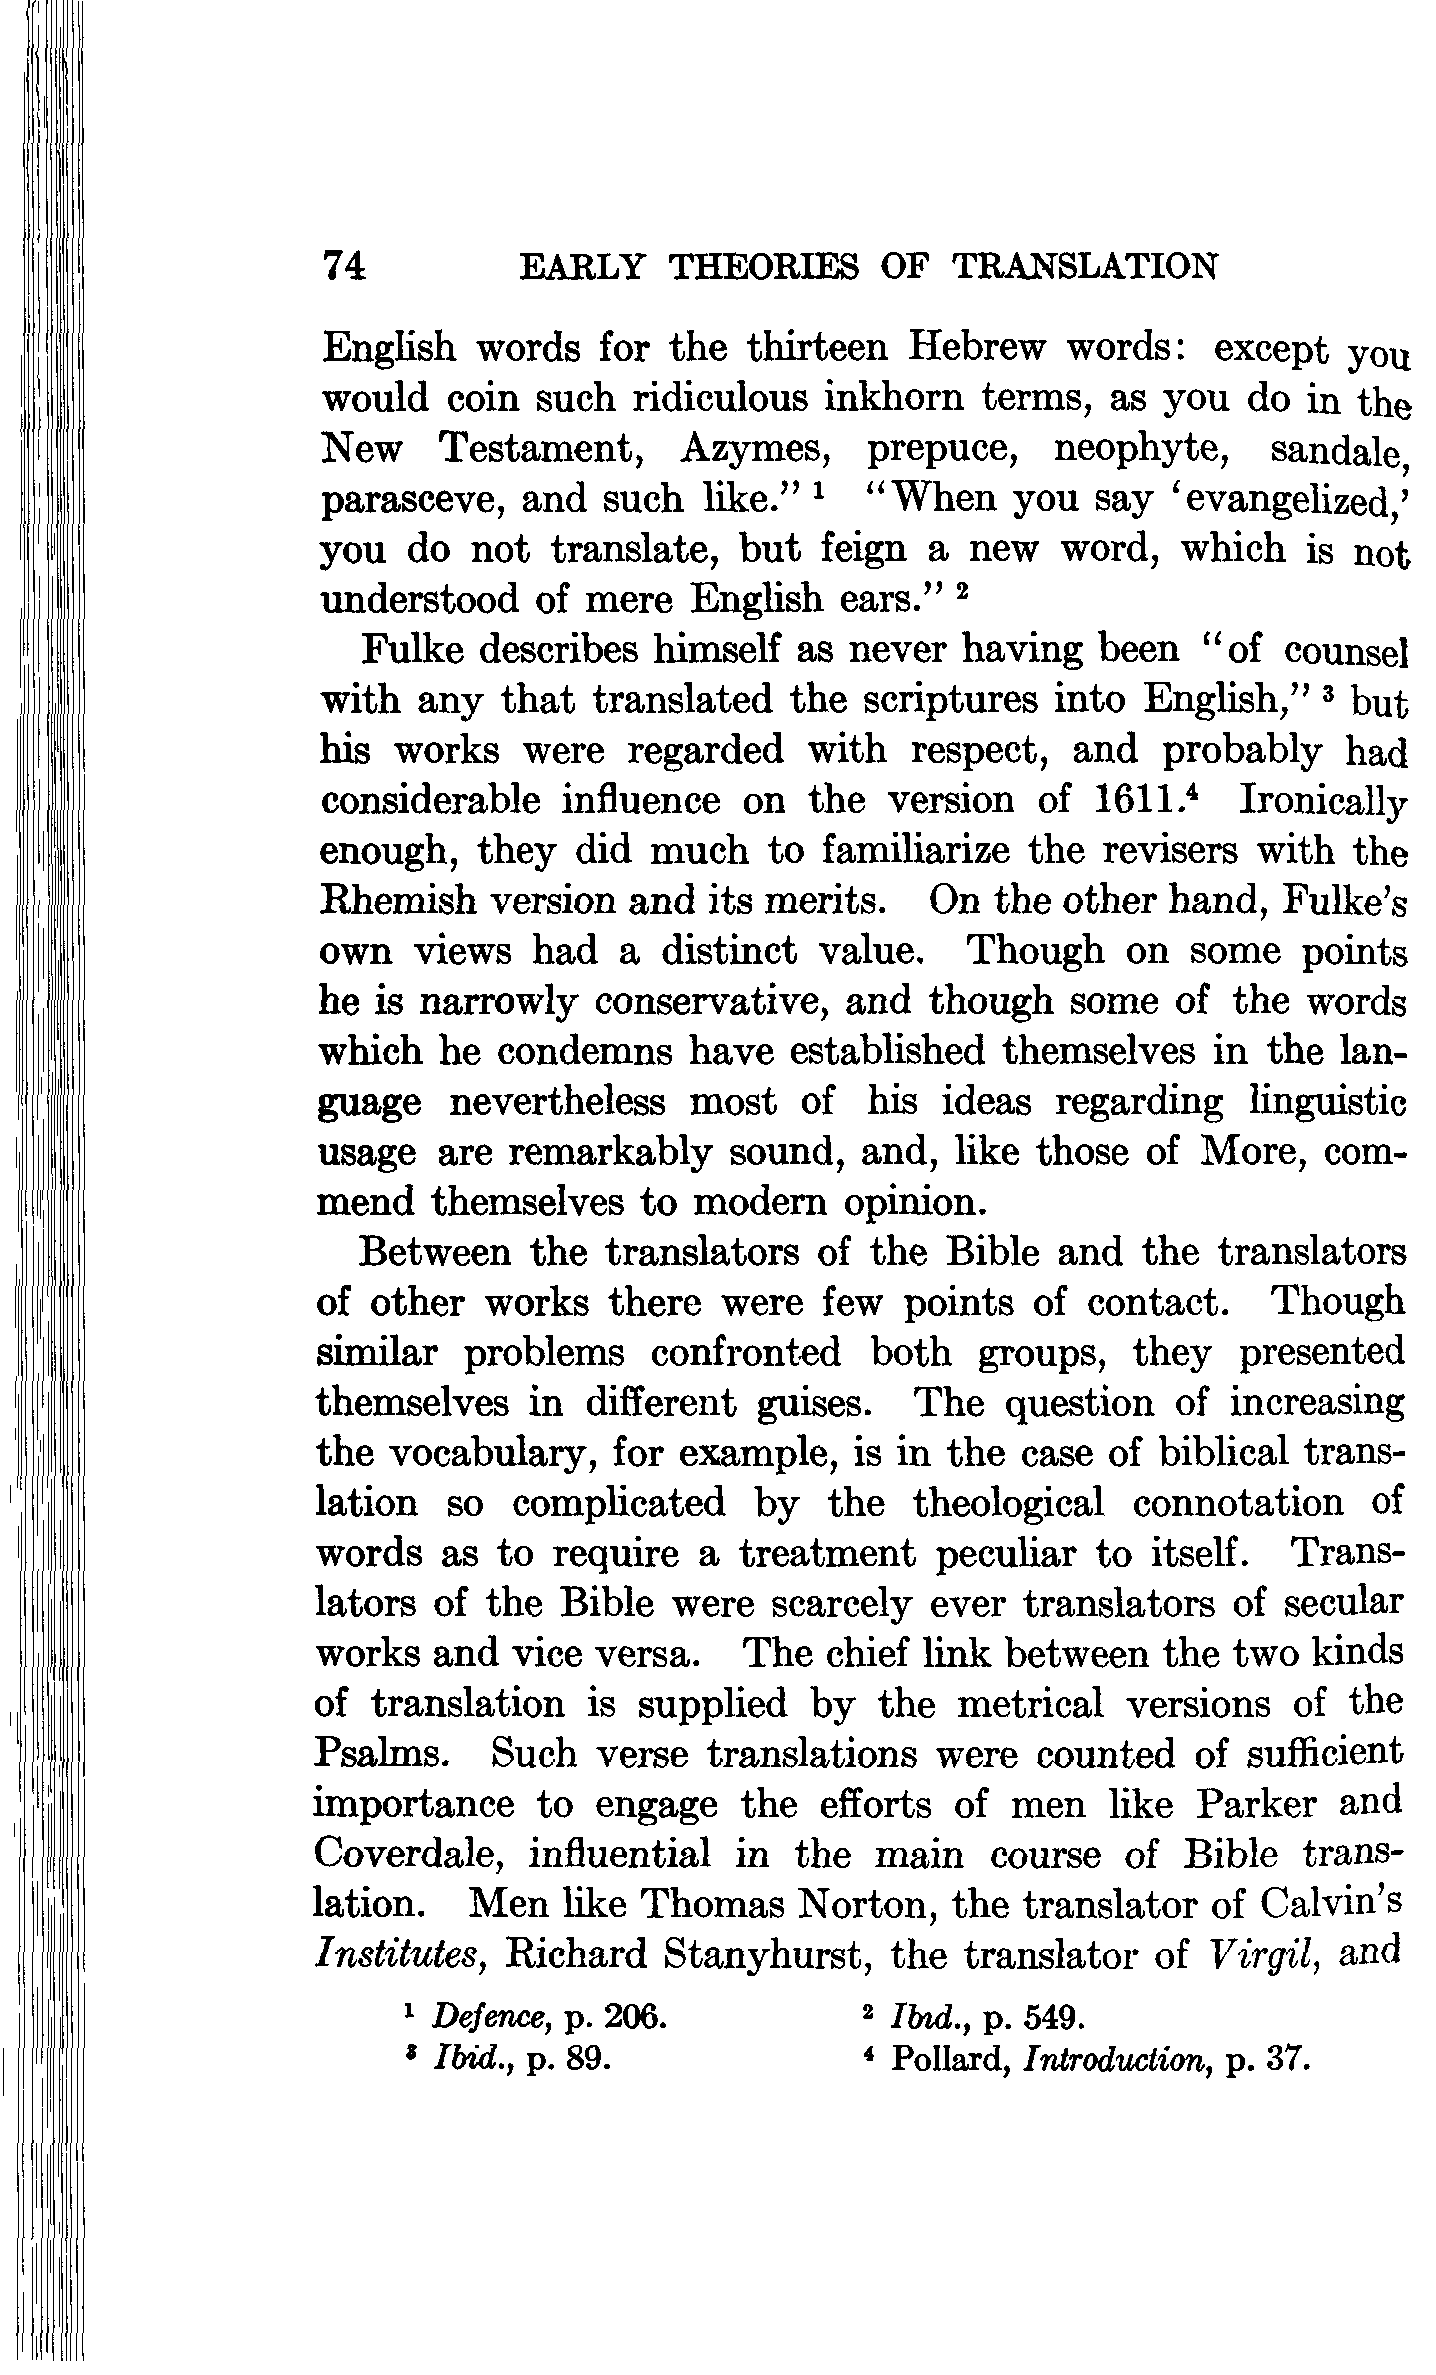 74 EARLY THEORIES OF TRANSLATION
English words for the thirteen Hebrew words: except you
would coin such ridiculous inkhorn terms, as you do in the
New Testament, Azymes, prepuce, neophyte, sandale,
parasceve, and such like." ¹ "When you say 'evangelized,'
you do not translate, but feign a new word, which is not
understood of mere English ears." ²
Fulke describes himself as never having been "of counsel
with any that translated the scriptures into English," ³ but
his works were regarded with respect, and probably had
considerable influence on the version of 1611.⁴ Ironically
enough, they did much to familiarize the revisers with the
Rhemish version and its merits. On the other hand, Fulke's
own views had a distinct value. Though on some points
he is narrowly conservative, and though some of the words
which he condemns have established themselves in the lan-
guage nevertheless most of his ideas regarding linguistic
usage are remarkably sound, and, like those of More, com-
mend themselves to modern opinion.
Between the translators of the Bible and the translators
of other works there were few points of contact. Though
similar problems confronted both groups, they presented
themselves in different guises. The question of increasing
the vocabulary, for example, is in the case of biblical trans-
lation so complicated by the theological connotation of
words as to require a treatment peculiar to itself. Trans-
lators of the Bible were scarcely ever translators of secular
works and vice versa. The chief link between the two kinds
of translation is supplied by the metrical versions of the
Psalms. Such verse translations were counted of sufficient
importance to engage the efforts of men like Parker and
Coverdale, influential in the main course of Bible trans-
lation. Men like Thomas Norton, the translator of Calvin's
Institutes, Richard Stanyhurst, the translator of Virgil, and
¹ Defence, p. 206. ² Ibid., p. 549.
³ Ibid., p. 89. ⁴ Pollard, Introduction, p. 37.